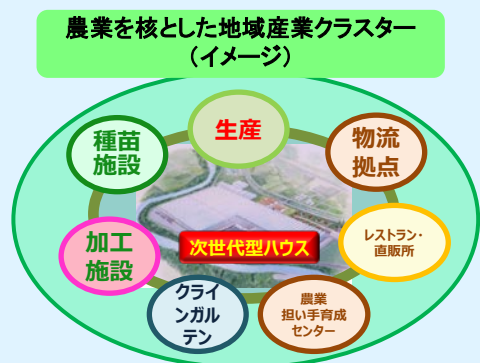 農業を核とした地域産業クラスター
（イメージ）
生産
種苗
施設
物流
拠点
加工
施設
次世代型ハウス
レストラン・
直販所
クライ
ンガル
テン
農業
担い手育成
センター